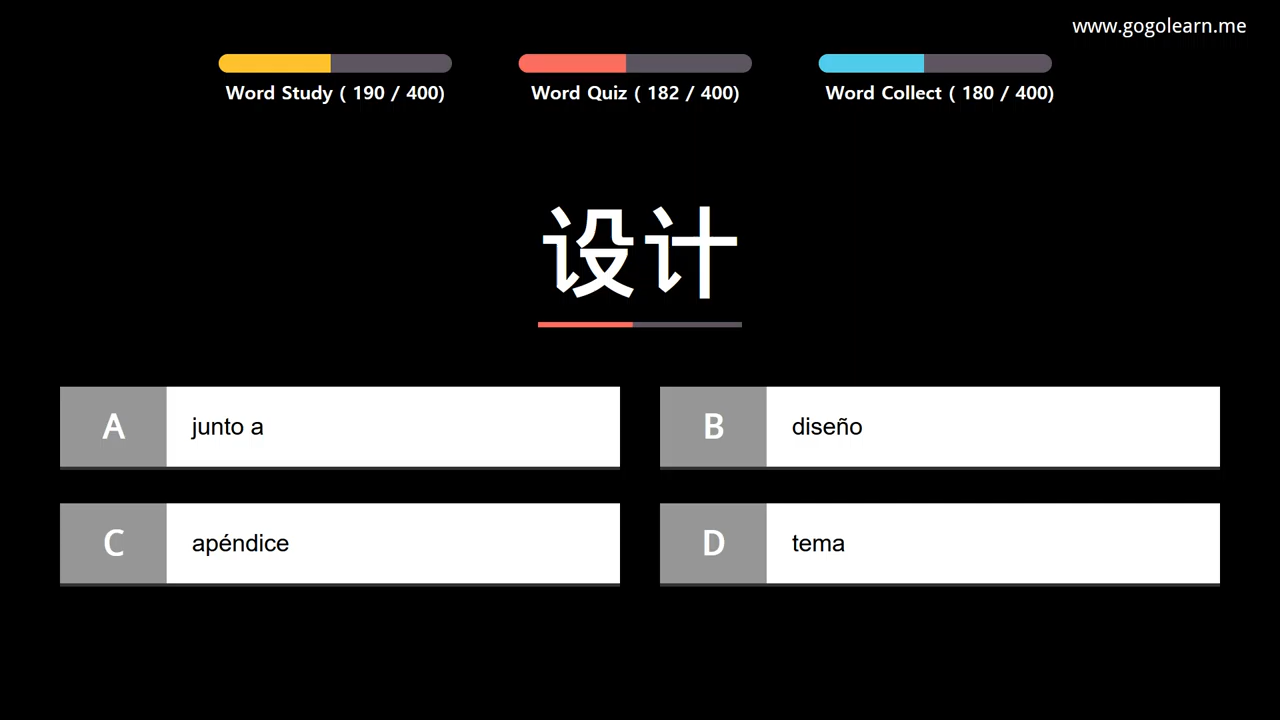 www.gogolearn.me
Word Study ( 190 / 400)
Word Quiz ( 182 / 400)
Word Collect ( 180 / 400)
设计
A junto a
B diseño
C apéndice
D tema